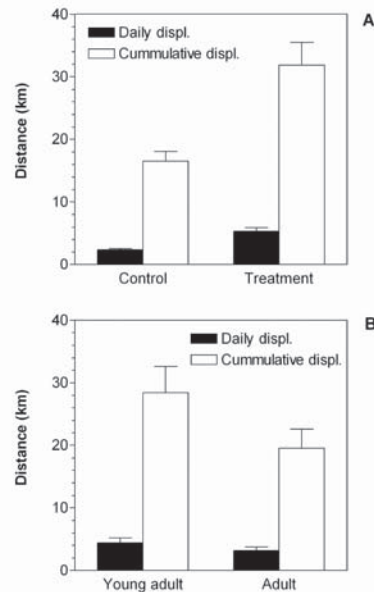 A
Daily displ.
Cummulative displ.
Distance (km)
40
30
20
10
0
Control Treatment
B
Daily displ.
Cummulative displ.
Distance (km)
40
30
20
10
0
Young adult Adult